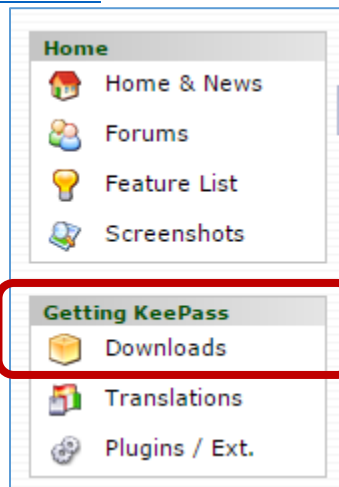 Home
Home & News
Forums
Feature List
Screenshots
Getting KeePass
Downloads
Translations
Plugins / Ext.